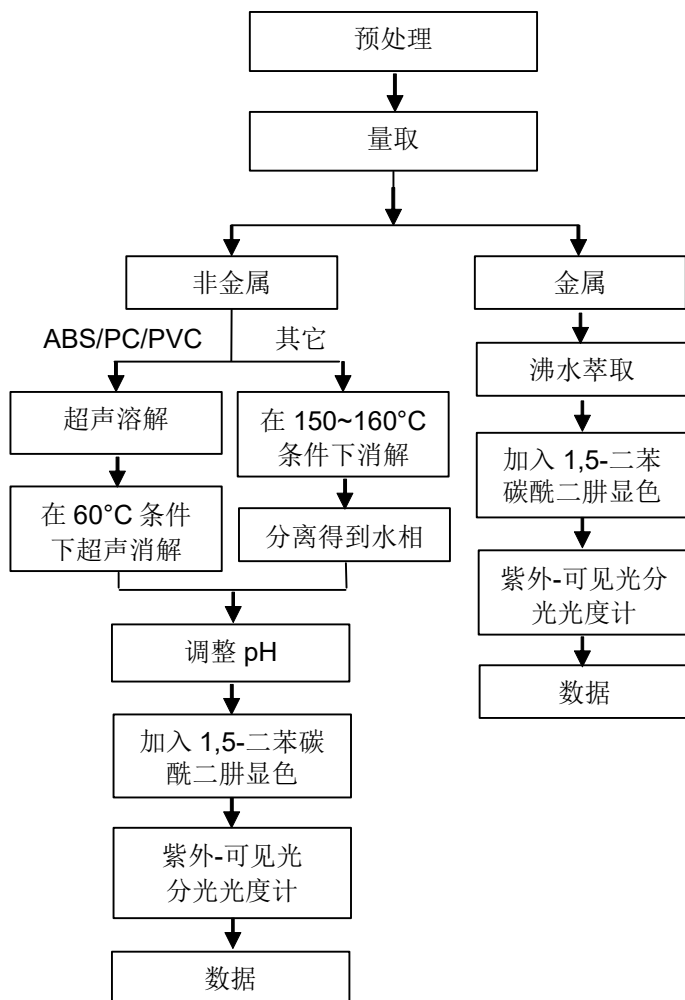 预处理
量取
非金属
金属
ABS/PC/PVC
其它
沸水萃取
超声溶解
在 150~160°C
条件下消解
加入 1,5-二苯
碳酰二肼显色
在 60°C 条件
下超声消解
分离得到水相
紫外-可见光分
光光度计
调整 pH
数据
加入 1,5-二苯碳
酰二肼显色
紫外-可见光
分光光度计
数据